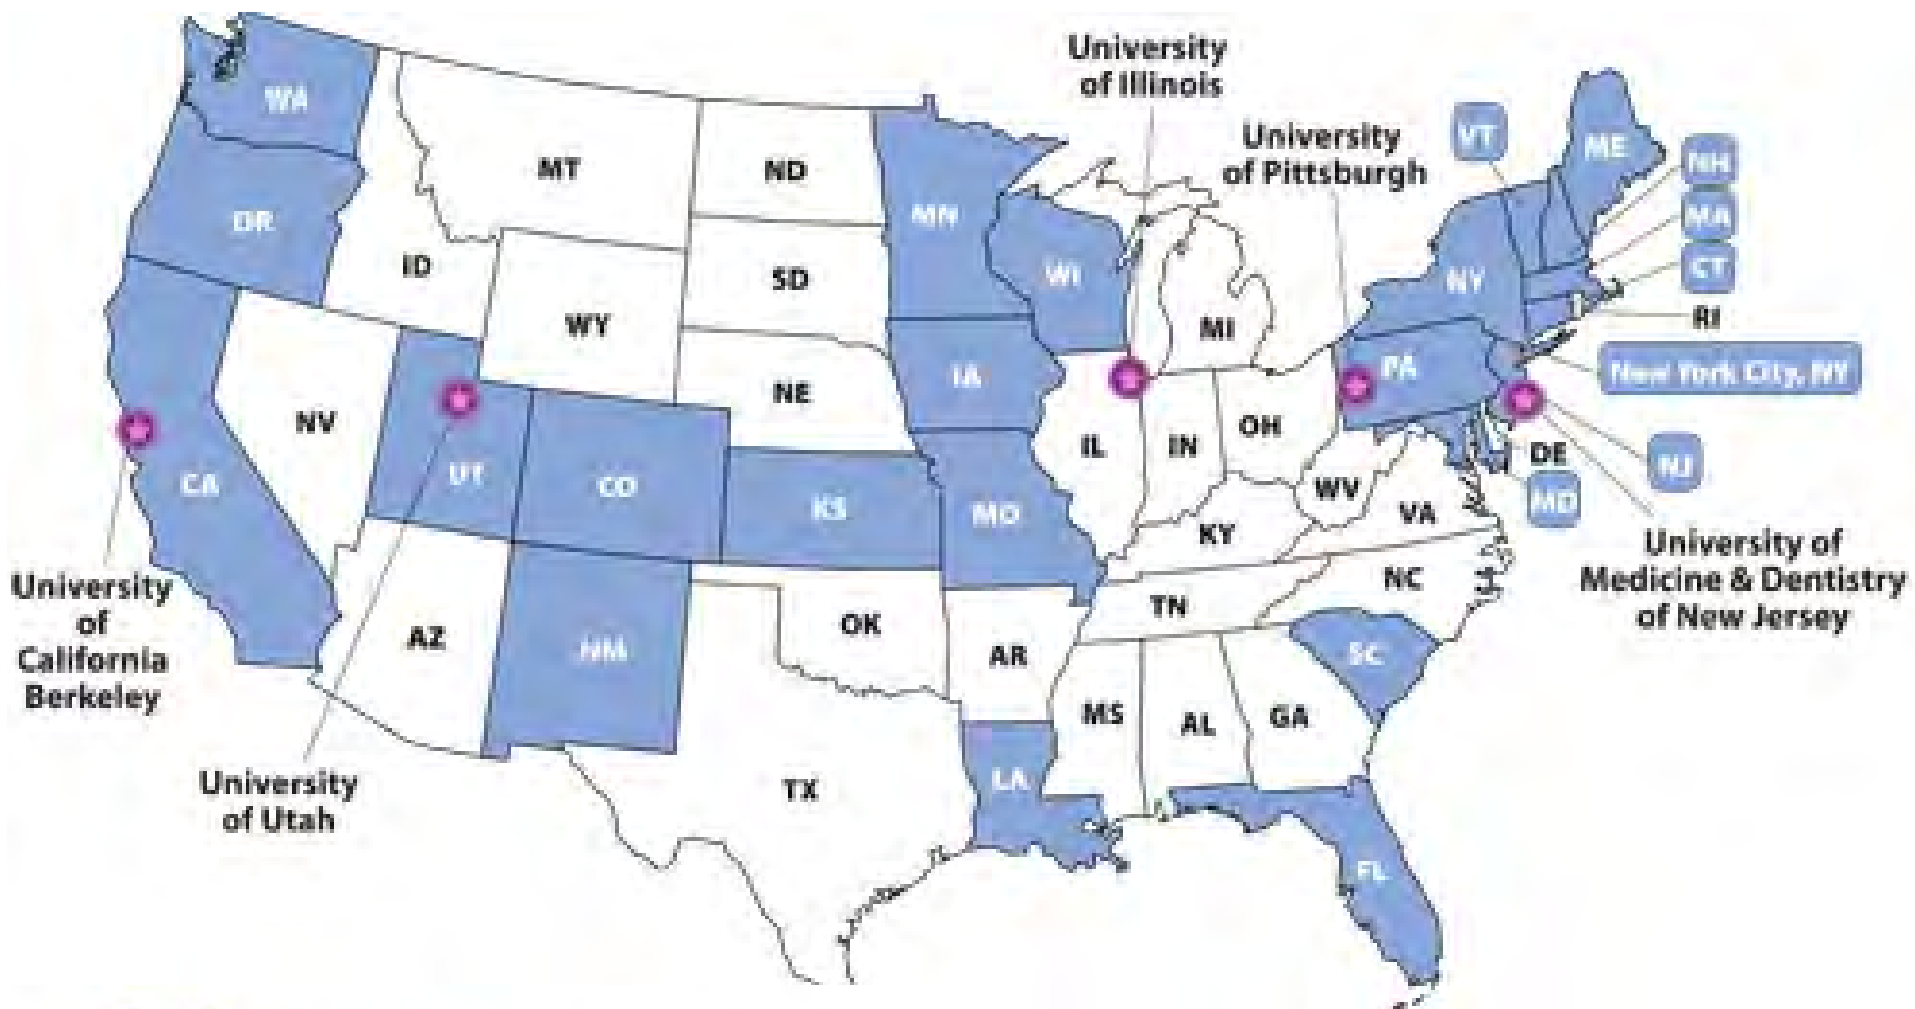 University
of Illinois
University
of Pittsburgh
VT
ME
NH
MA
CT
RI
New York City, NY
WA
OR
MT
ND
MN
ID
SD
WI
NY
MI
WY
NE
IA
PA
NV
UT
CO
KS
MO
IL
IN
OH
WV
VA
DE
MD
NJ
CA
KY
University of
Medicine & Dentistry
of New Jersey
University
of
California
Berkeley
AZ
NM
OK
AR
TN
NC
SC
MS
AL
GA
TX
LA
FL
University
of Utah